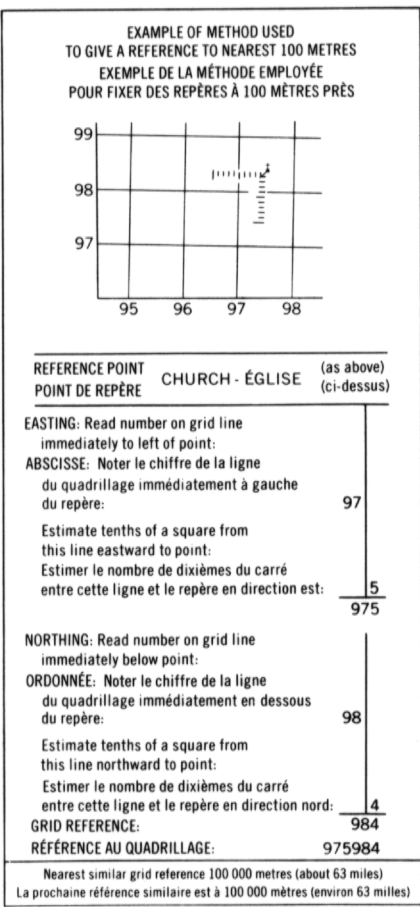 EXAMPLE OF METHOD USED
TO GIVE A REFERENCE TO NEAREST 100 METRES
EXEMPLE DE LA MÉTHODE EMPLOYÉE
POUR FIXER DES REPÈRES À 100 MÈTRES PRÈS
99
98
97
95 96 97 98
REFERENCE POINT
POINT DE REPÈRE
CHURCH - ÉGLISE
(as above)
(ci-dessus)
EASTING: Read number on grid line
immediately to left of point:
ABSCISSE: Noter le chiffre de la ligne
du quadrillage immédiatement à gauche
du repère: 97
Estimate tenths of a square from
this line eastward to point:
Estimer le nombre de dixièmes du carré
entre cette ligne et le repère en direction est: 5
975
NORTHING: Read number on grid line
immediately below point:
ORDONNÉE: Noter le chiffre de la ligne
du quadrillage immédiatement en dessous
du repère: 98
Estimate tenths of a square from
this line northward to point:
Estimer le nombre de dixièmes du carré
entre cette ligne et le repère en direction nord: 4
GRID REFERENCE: 984
RÉFÉRENCE AU QUADRILLAGE: 975984
Nearest similar grid reference 100 000 metres (about 63 miles)
La prochaine référence similaire est à 100 000 mètres (environ 63 milles)